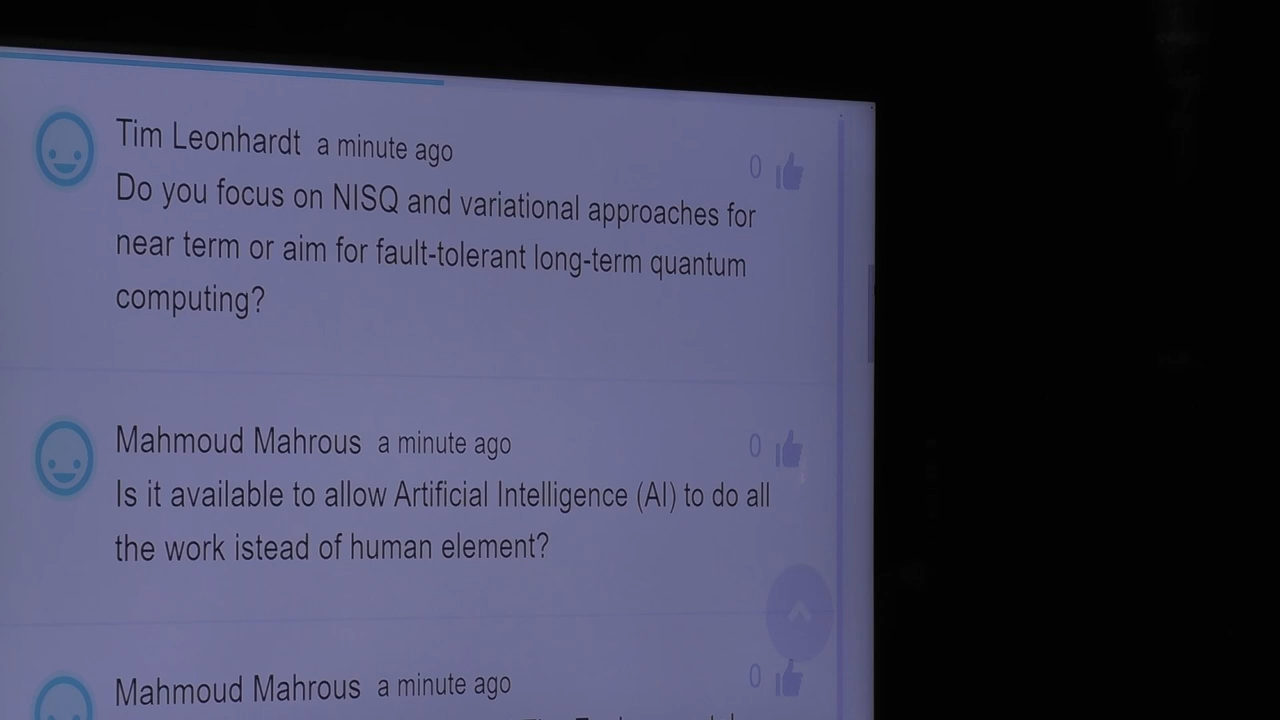 Tim Leonhardt a minute ago
0
Do you focus on NISQ and variational approaches for
near term or aim for fault-tolerant long-term quantum
computing?
Mahmoud Mahrous a minute ago
0
Is it available to allow Artificial Intelligence (AI) to do all
the work istead of human element?
Mahmoud Mahrous a minute ago
0